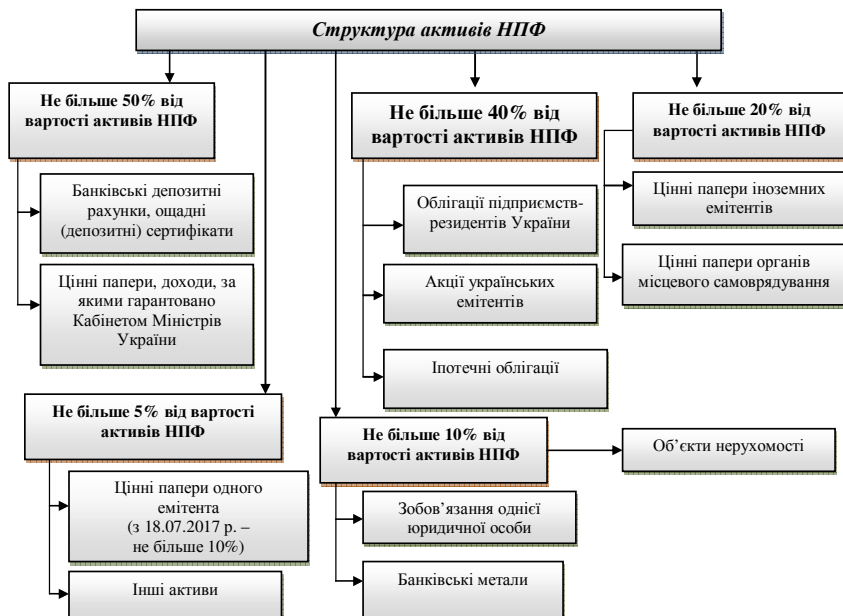 Структура активів НПФ
Не більше 50% від
вартості активів НПФ
Банківські депозитні
рахунки, ощадні
(депозитні) сертифікати
Цінні папери, доходи, за
якими гарантовано
Кабінетом Міністрів
України
Не більше 40% від
вартості активів НПФ
Облігації підприємств-
резидентів України
Акції українських
емітентів
Іпотечні облігації
Не більше 20% від
вартості активів НПФ
Цінні папери іноземних
емітентів
Цінні папери органів
місцевого самоврядування
Не більше 5% від вартості
активів НПФ
Цінні папери одного
емітента
(з 18.07.2017 р. –
не більше 10%)
Інші активи
Не більше 10% від
вартості активів НПФ
Об’єкти нерухомості
Зобов’язання однієї
юридичної особи
Банківські метали